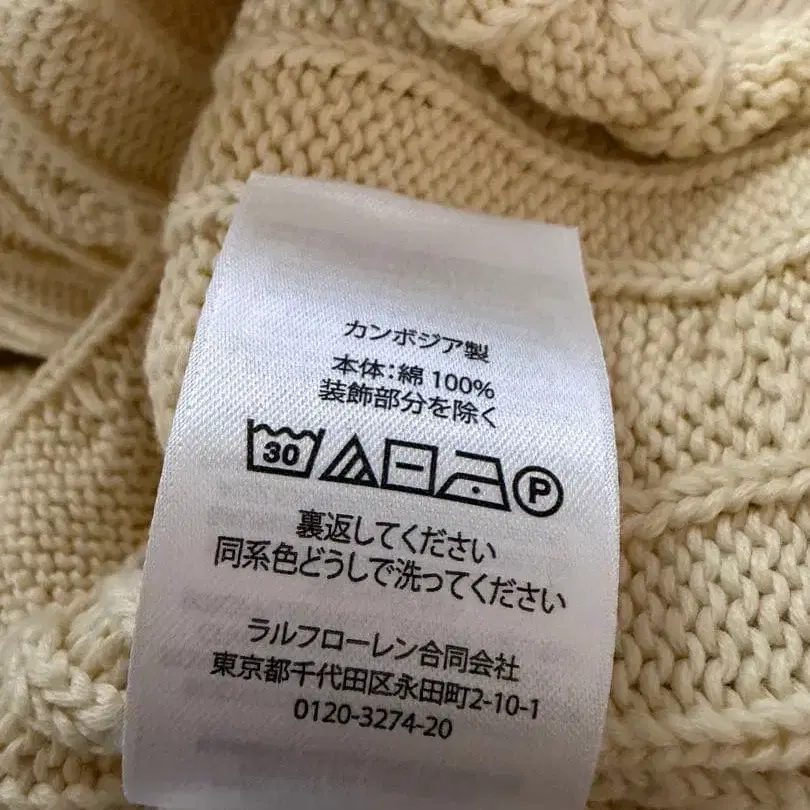 カンボジア製
本体：綿 100%
装飾部分を除く
30 P
裏返してください
同系色どうしで洗ってください
ラルフローレン合同会社
東京都千代田区永田町2-10-1
0120-3274-20